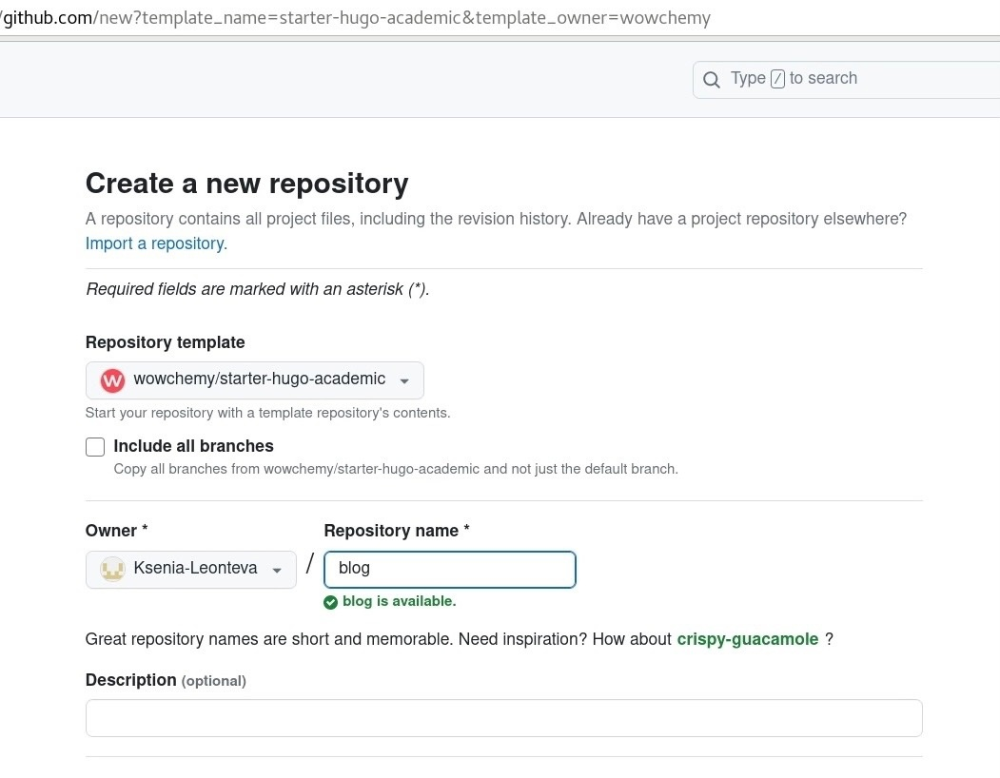 /github.com/new?template_name=starter-hugo-academic&template_owner=wowchemy
Type / to search
Create a new repository
A repository contains all project files, including the revision history. Already have a project repository elsewhere?
Import a repository.
Required fields are marked with an asterisk (*).
Repository template
W wowchemy/starter-hugo-academic
Start your repository with a template repository's contents.
Include all branches
Copy all branches from wowchemy/starter-hugo-academic and not just the default branch.
Owner * Repository name *
Ksenia-Leonteva / blog
blog is available.
Great repository names are short and memorable. Need inspiration? How about crispy-guacamole ?
Description (optional)